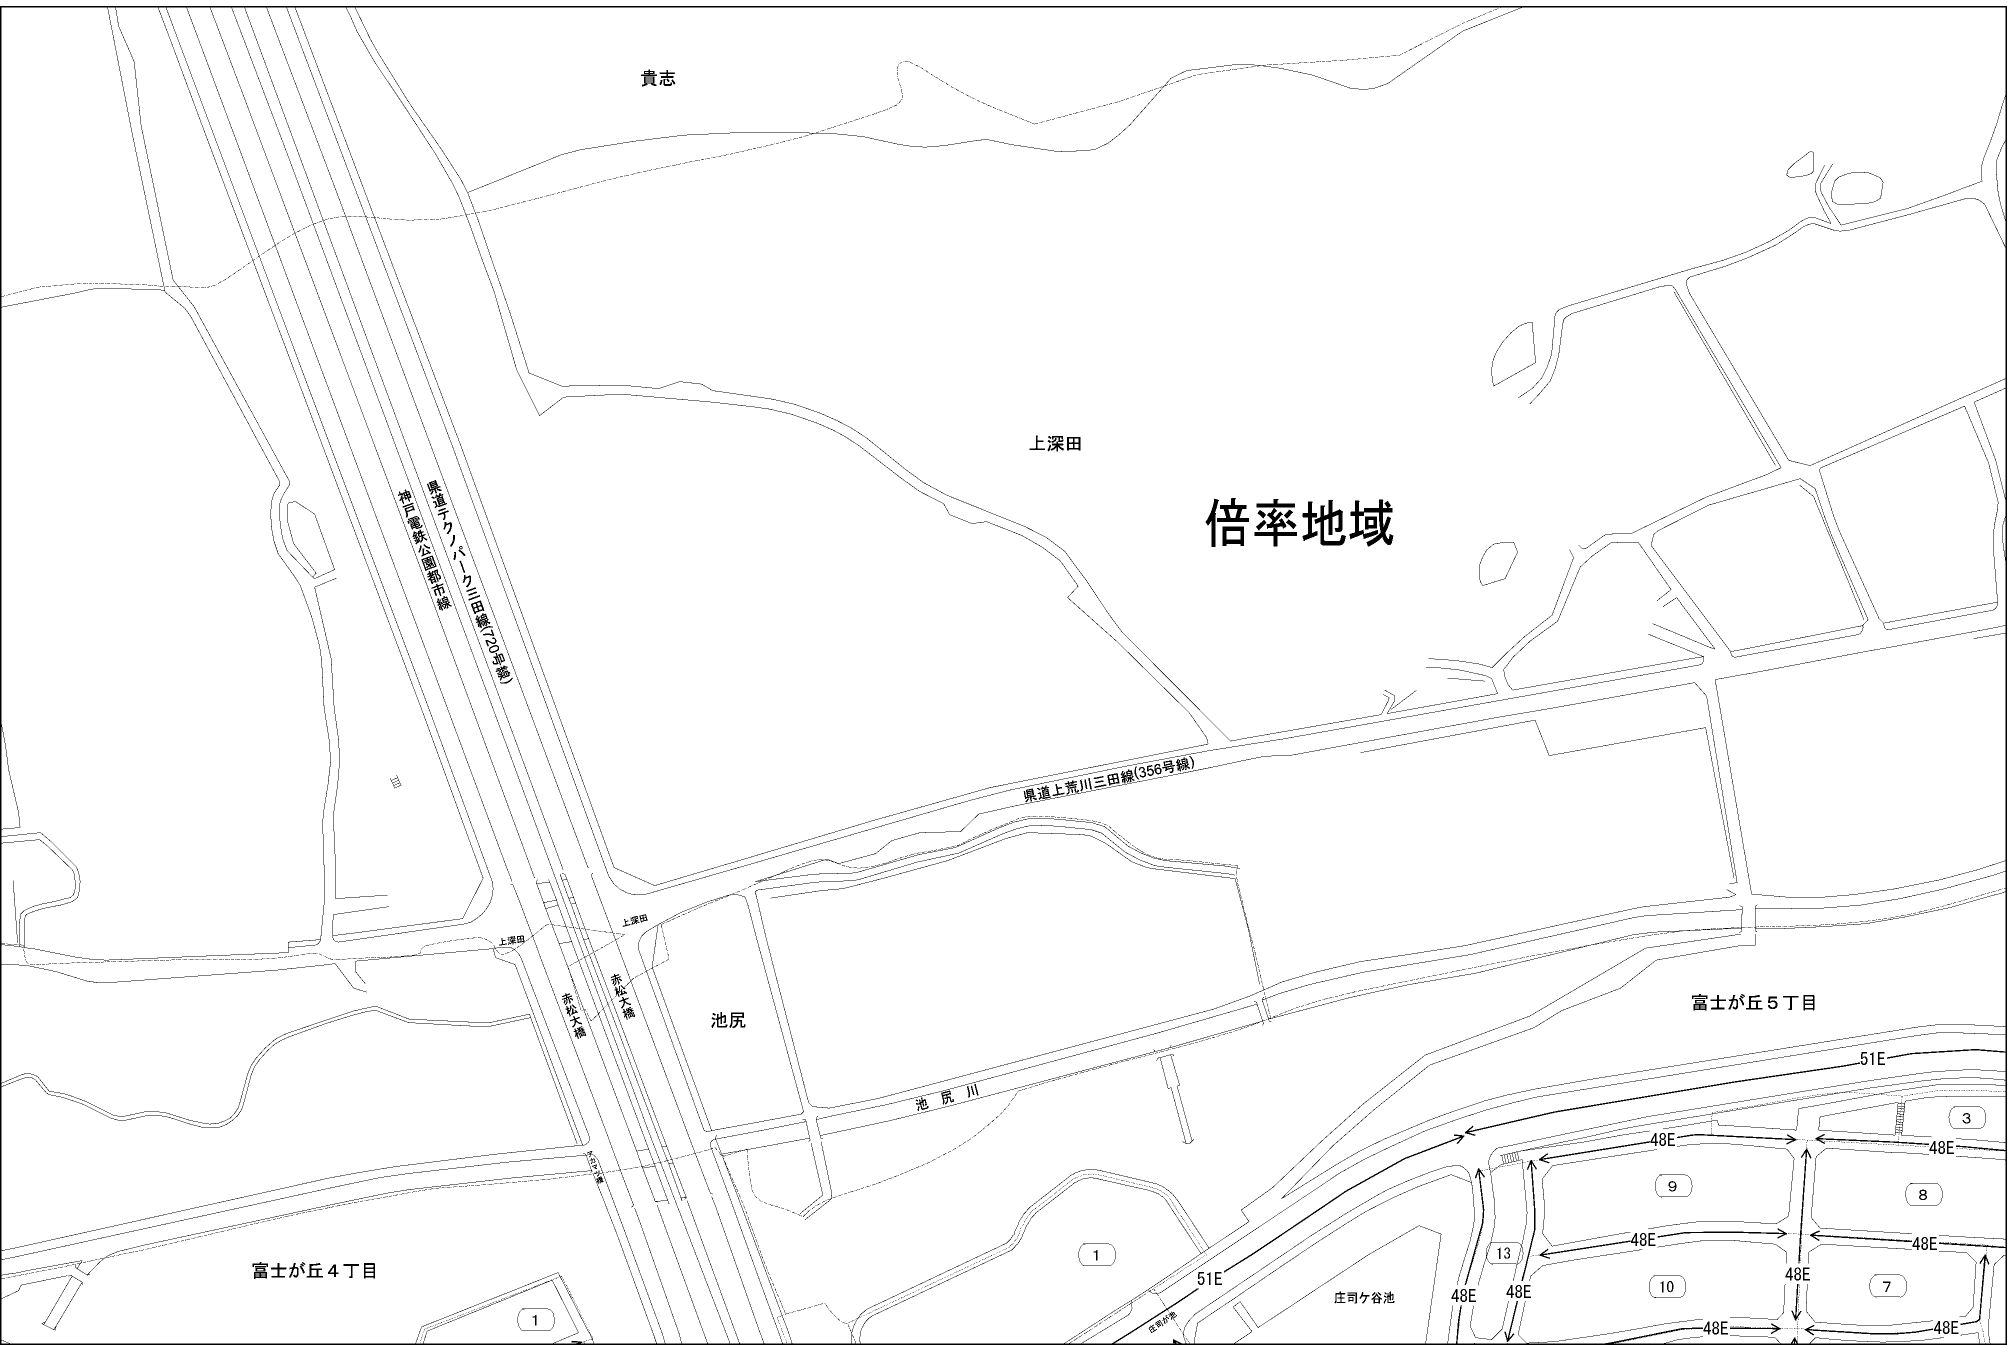 貴志
上深田
倍率地域
県道テクノパーク三田線(720号線)
神戸電鉄公園都市線
県道上荒川三田線(356号線)
上深田
上深田
赤松大橋
赤松大橋
池尻
富士が丘5丁目
51E
池尻川
3
48E
48E
9
8
48E
48E
13
1
富士が丘4丁目
51E
48E
48E
48E
10
7
庄司ケ谷池
1
庄司が池
48E
48E